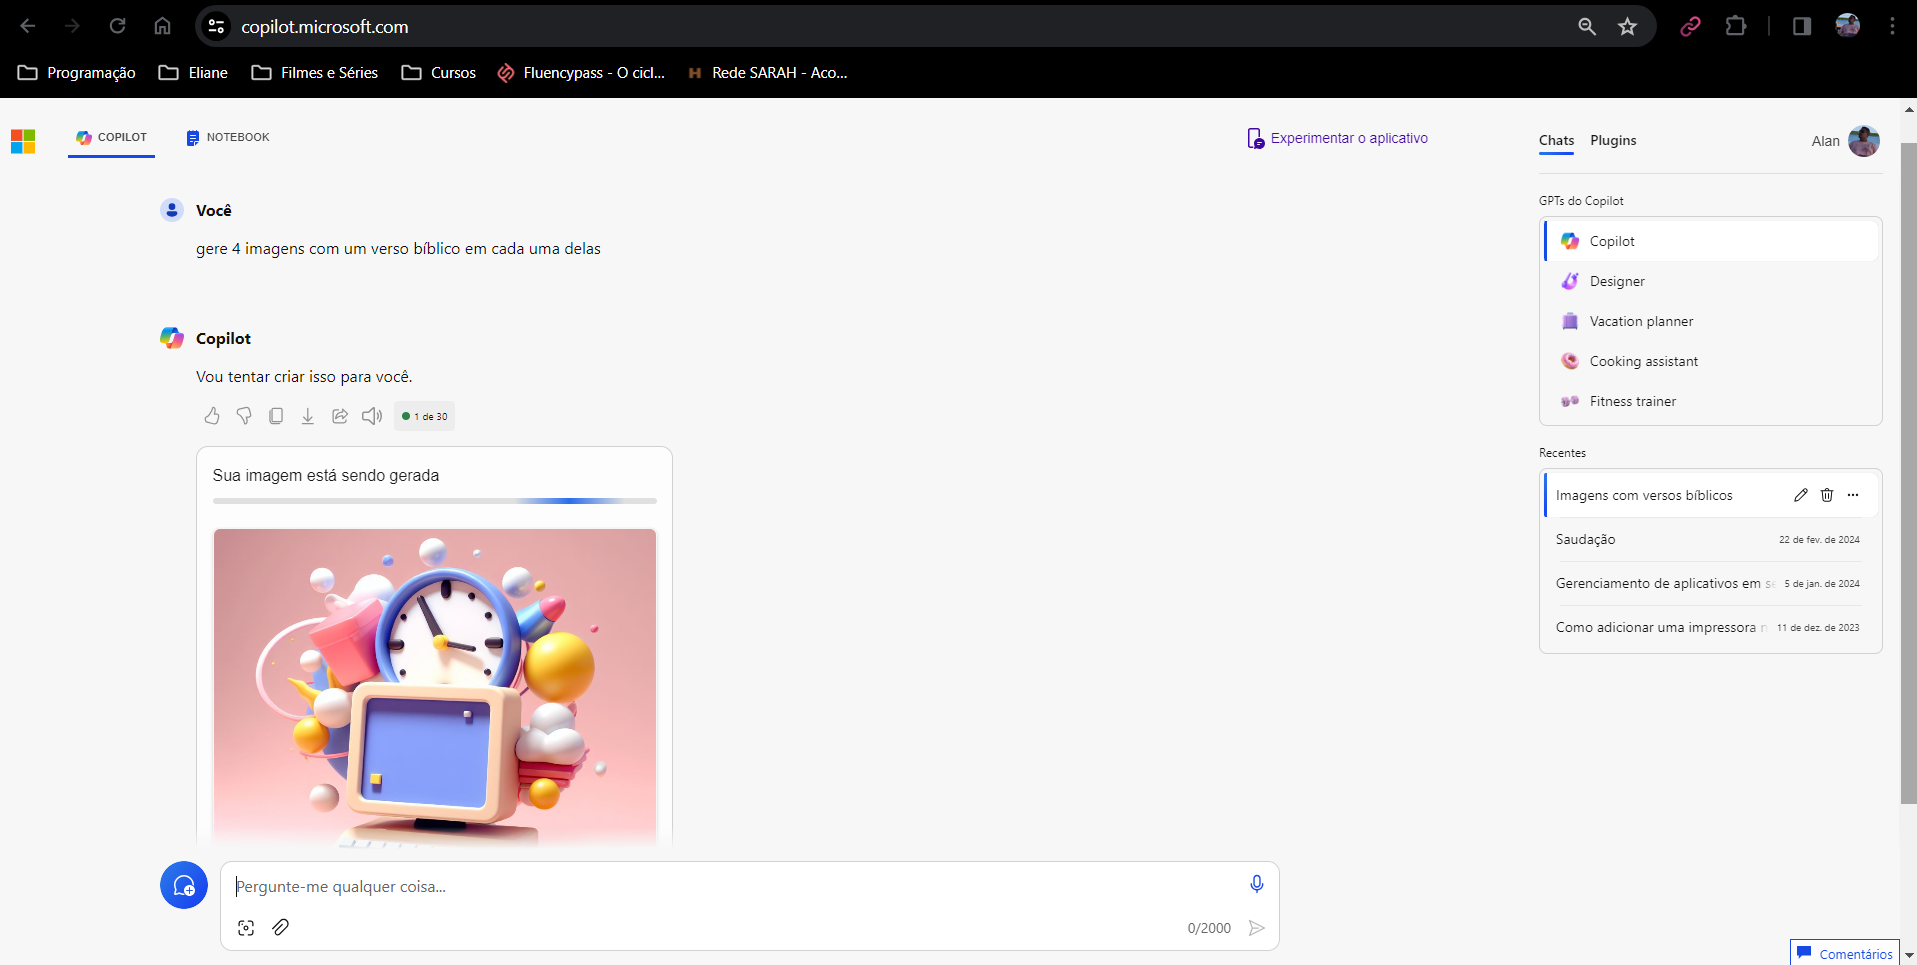 copilot.microsoft.com
Programação Eliane Filmes e Séries Cursos Fluencypass - O cicl... Rede SARAH - Aco...
COPILOT NOTEBOOK
Experimentar o aplicativo
Chats Plugins Alan
Você
gere 4 imagens com um verso bíblico em cada uma delas
Copilot
Vou tentar criar isso para você.
1 de 30
Sua imagem está sendo gerada
Pergunte-me qualquer coisa...
0/2000
GPTs do Copilot
Copilot
Designer
Vacation planner
Cooking assistant
Fitness trainer
Recentes
Imagens com versos bíblicos
Saudação 22 de fev. de 2024
Gerenciamento de aplicativos em se 5 de jan. de 2024
Como adicionar uma impressora n 11 de dez. de 2023
Comentários